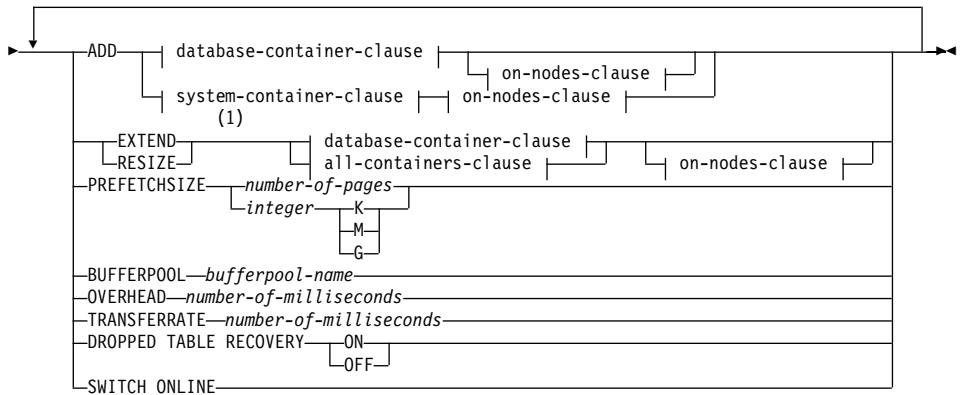 ADD database-container-clause
on-nodes-clause
system-container-clause on-nodes-clause
(1)
EXTEND database-container-clause
RESIZE all-containers-clause on-nodes-clause
PREFETCHSIZE number-of-pages
integer K
M
G
BUFFERPOOL bufferpool-name
OVERHEAD number-of-milliseconds
TRANSFERRATE number-of-milliseconds
DROPPED TABLE RECOVERY ON
OFF
SWITCH ONLINE